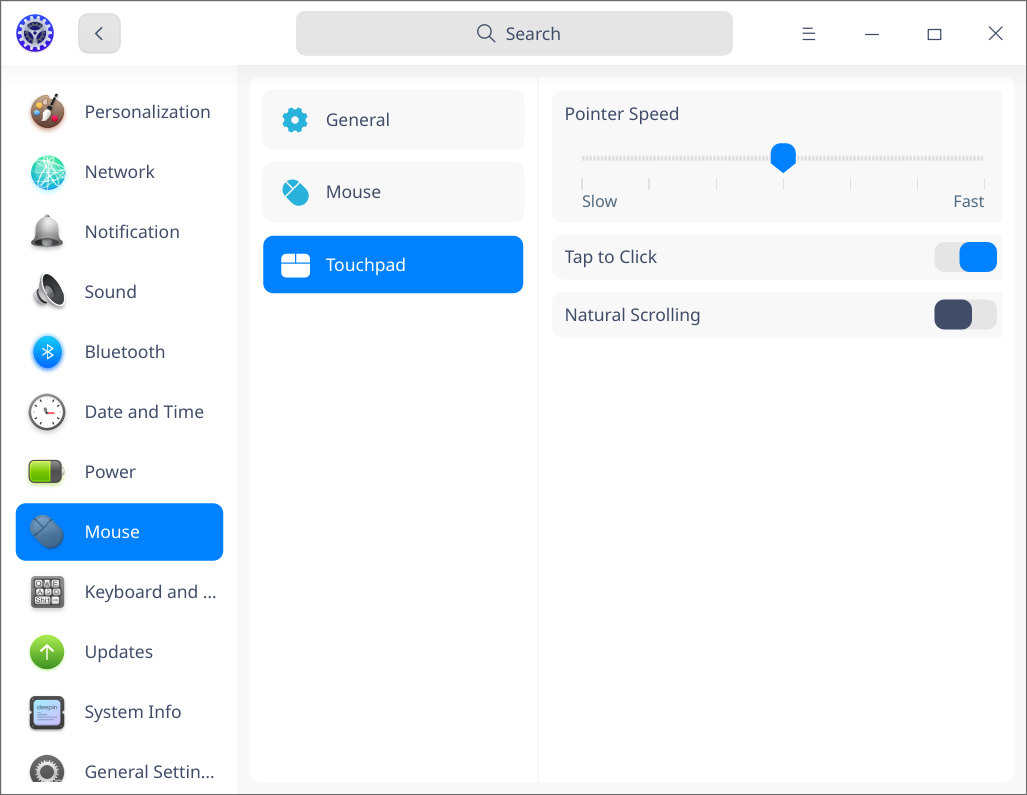 Search
Personalization
Network
Notification
Sound
Bluetooth
Date and Time
Power
Mouse
Keyboard and ...
Updates
System Info
General Settin...
General
Mouse
Touchpad
Pointer Speed
Slow Fast
Tap to Click
Natural Scrolling
deepin